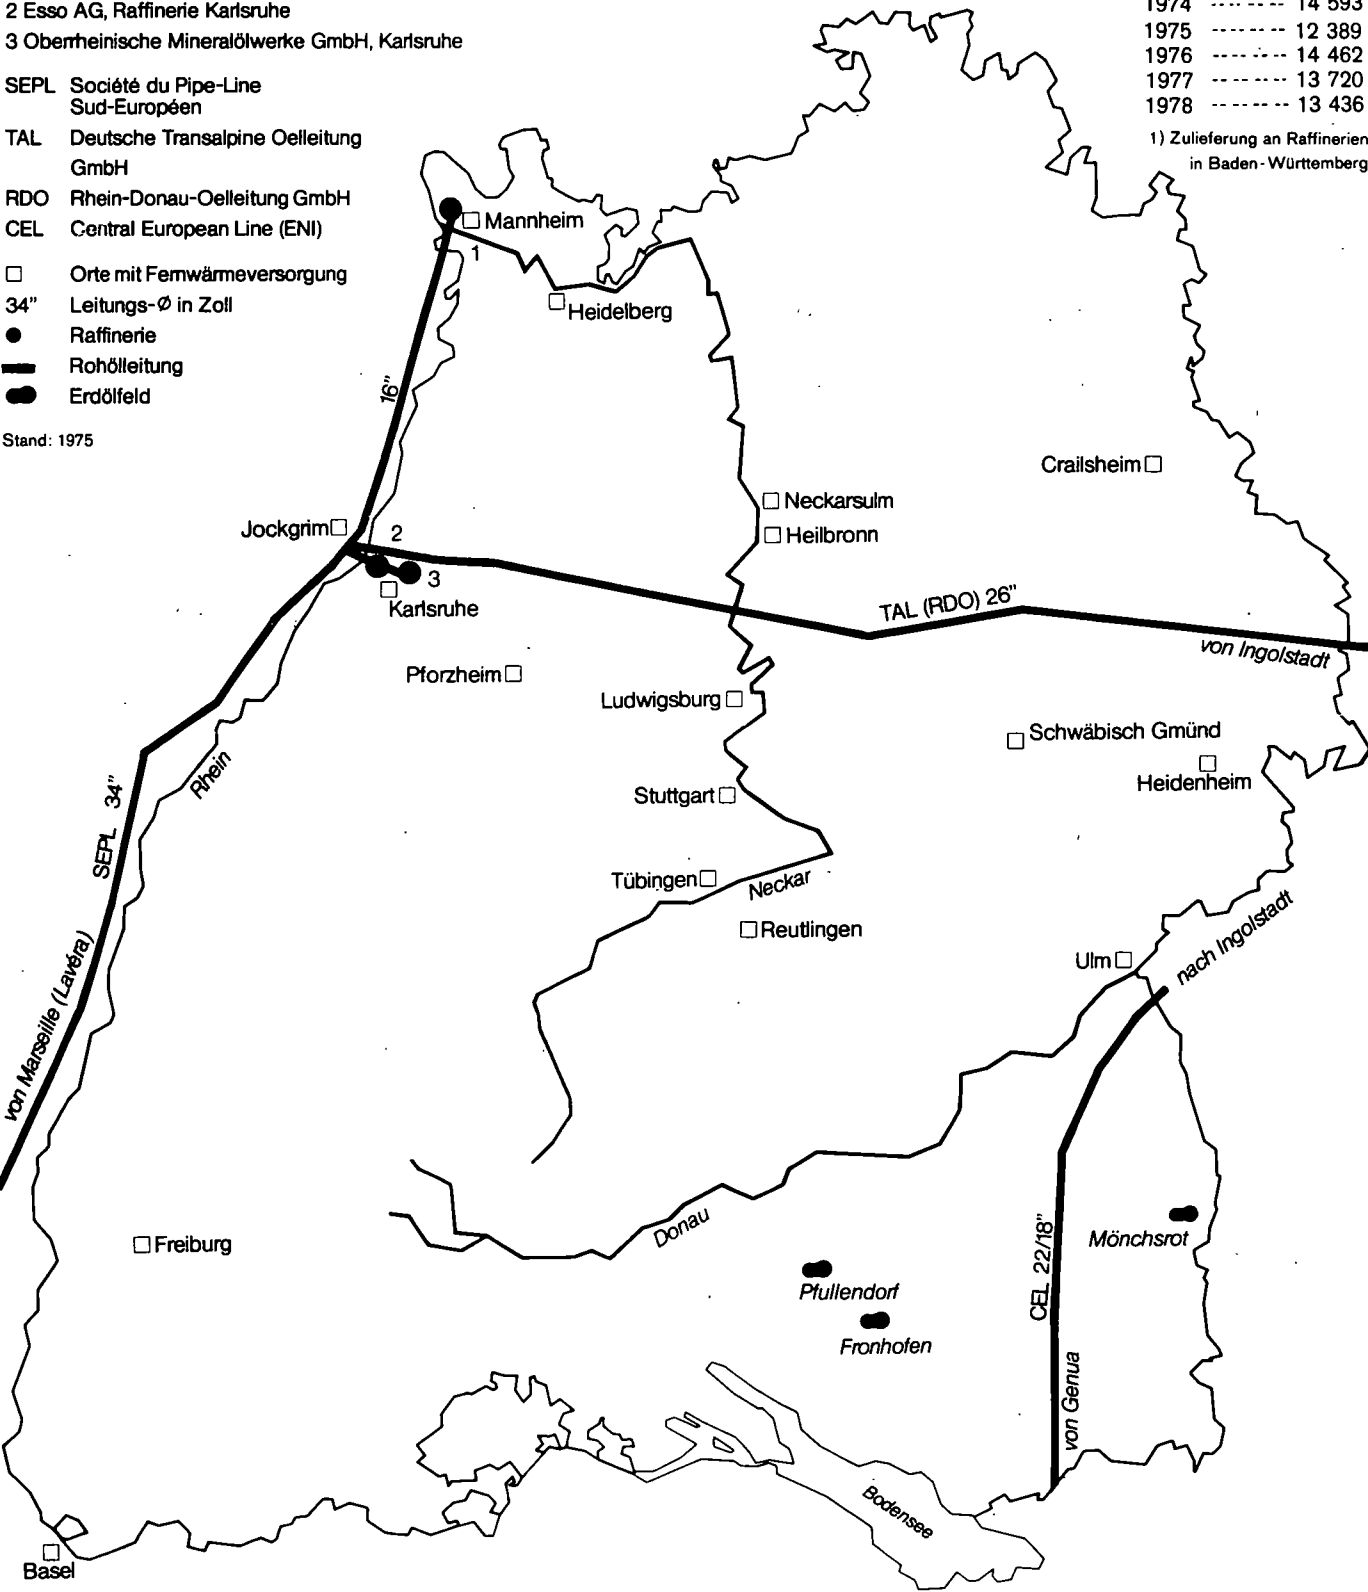 2 Esso AG, Raffinerie Karlsruhe
3 Oberrheinische Mineralölwerke GmbH, Karlsruhe
SEPL Société du Pipe-Line
Sud-Européen
TAL Deutsche Transalpine Oelleitung
GmbH
RDO Rhein-Donau-Oelleitung GmbH
CEL Central European Line (ENI)
Orte mit Fernwärmeversorgung
34" Leitungs-Ø in Zoll
Raffinerie
Rohölleitung
Erdölfeld
Stand: 1975
1974 -------- 14 593
1975 -------- 12 389
1976 -------- 14 462
1977 -------- 13 720
1978 -------- 13 436
1) Zulieferung an Raffinerien
in Baden-Württemberg
Mannheim
1
Heidelberg
16"
Crailsheim
Neckarsulm
Jockgrim
2
Heilbronn
3
Karlsruhe
TAL (RDO) 26"
von Ingolstadt
Pforzheim
Ludwigsburg
Schwäbisch Gmünd
Heidenheim
Rhein
SEPL 34"
Stuttgart
Tübingen
Neckar
Reutlingen
von Marseille (Lavéra)
Ulm
nach Ingolstadt
Donau
Freiburg
Mönchsrot
CEL 22/18"
Pfullendorf
Fronhofen
von Genua
Bodensee
Basel